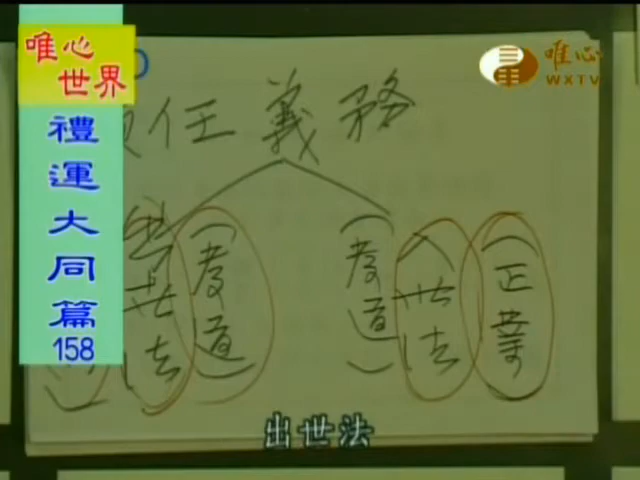 唯心
世界
禮運大同篇
158
唯心
WXTV
任義務
世法
（孝道）
（孝道）
入世法
（正業
出世法